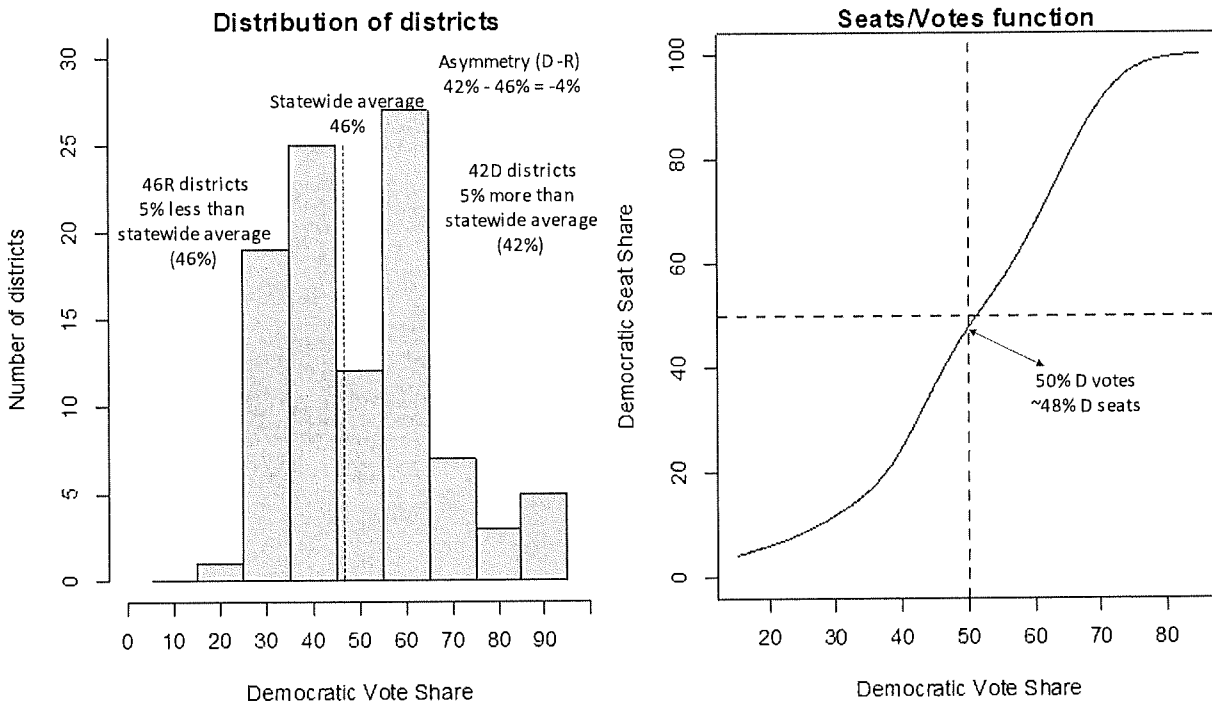 Distribution of districts
Asymmetry (D-R)
42% - 46% = -4%
Statewide average
46%
46R districts
5% less than
statewide average
(46%)
42D districts
5% more than
statewide average
(42%)
Number of districts
0
5
10
15
20
25
30
0 10 20 30 40 50 60 70 80 90
Democratic Vote Share
Seats/Votes function
Democratic Seat Share
0
20
40
60
80
100
50% D votes
~48% D seats
20 30 40 50 60 70 80
Democratic Vote Share